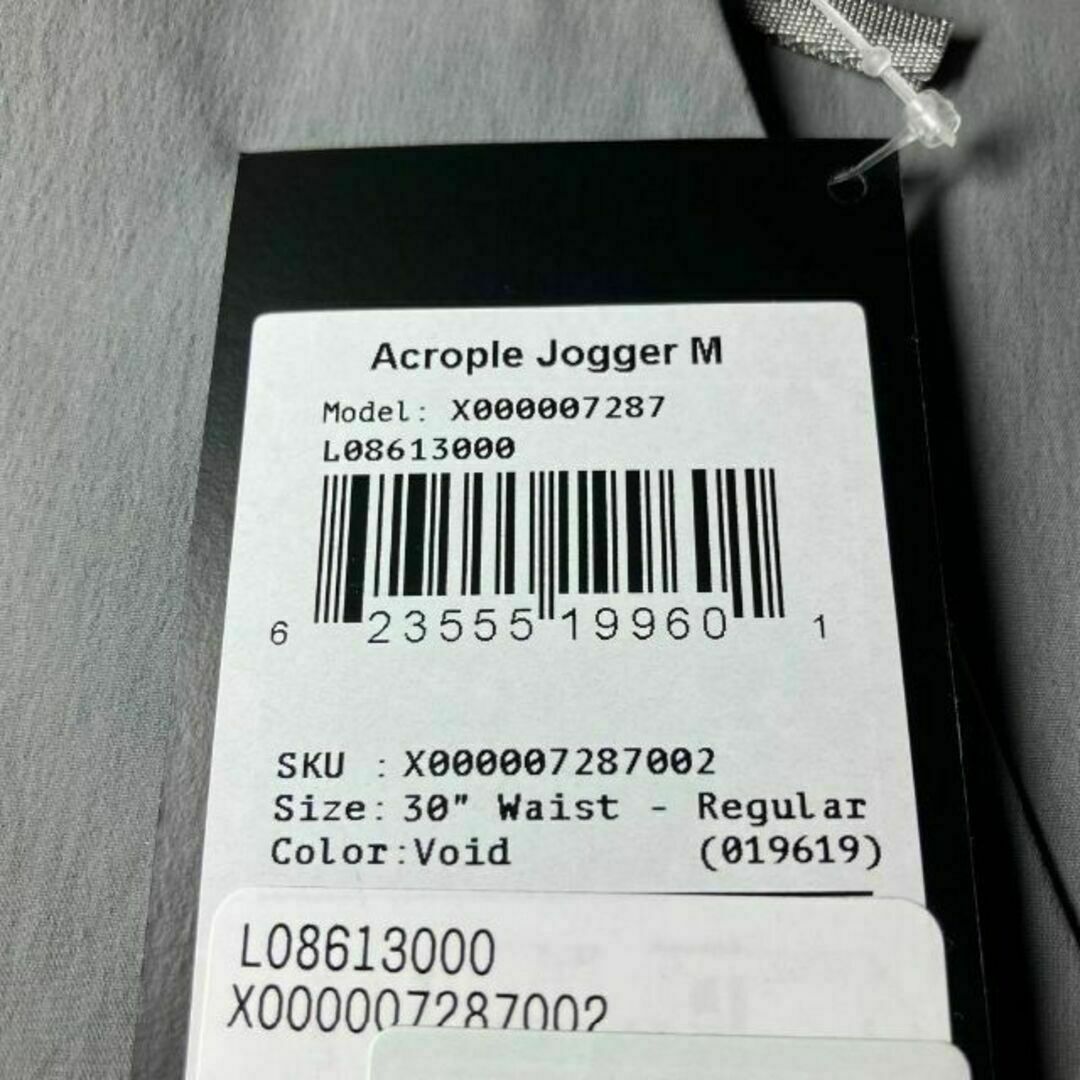 Acrople Jogger M
Model: X000007287
L08613000
6 23555 19960 1
SKU : X000007287002
Size: 30" Waist - Regular
Color:Void (019619)
L08613000
X000007287002